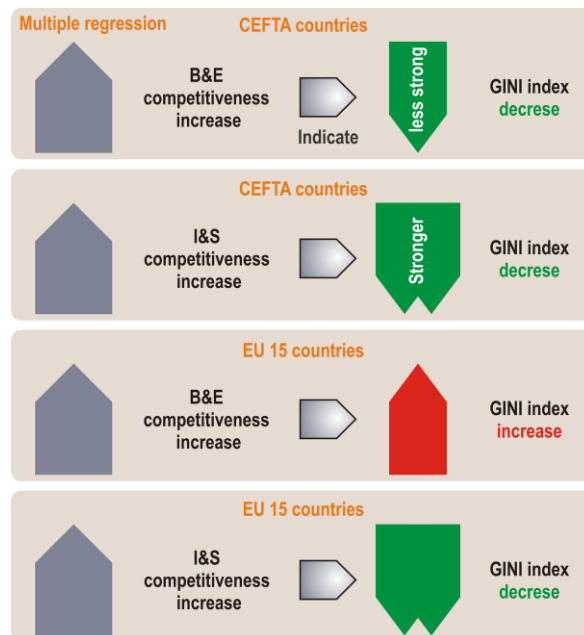 Multiple regression
CEFTA countries
B&E
competitiveness
increase
Indicate
less strong
GINI index
decrese
CEFTA countries
I&S
competitiveness
increase
Stronger
GINI index
decrese
EU 15 countries
B&E
competitiveness
increase
GINI index
increase
EU 15 countries
I&S
competitiveness
increase
GINI index
decrese